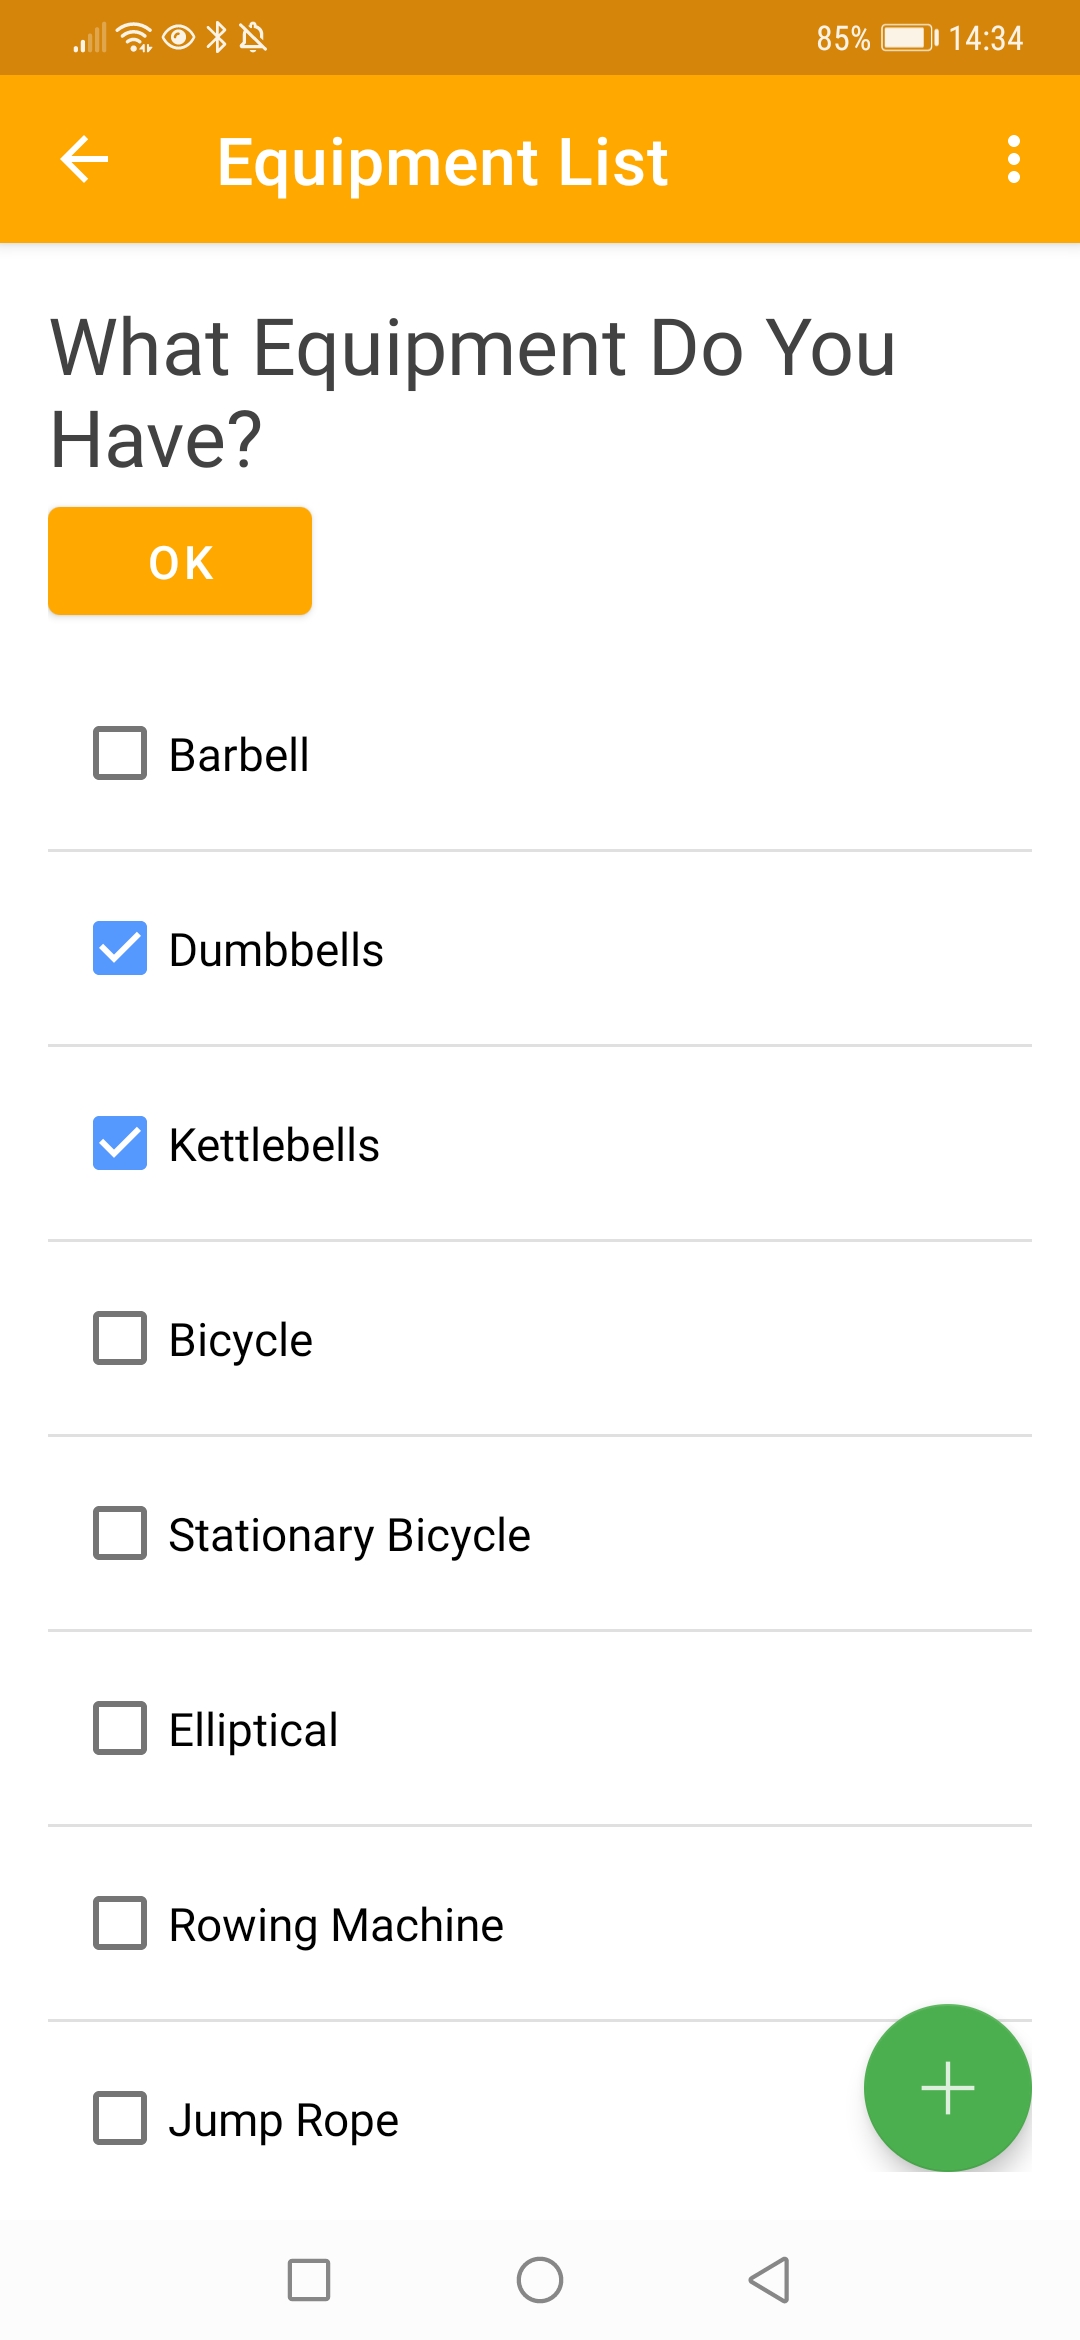 85% 14:34
Equipment List
What Equipment Do You
Have?
OK
Barbell
Dumbbells
Kettlebells
Bicycle
Stationary Bicycle
Elliptical
Rowing Machine
Jump Rope